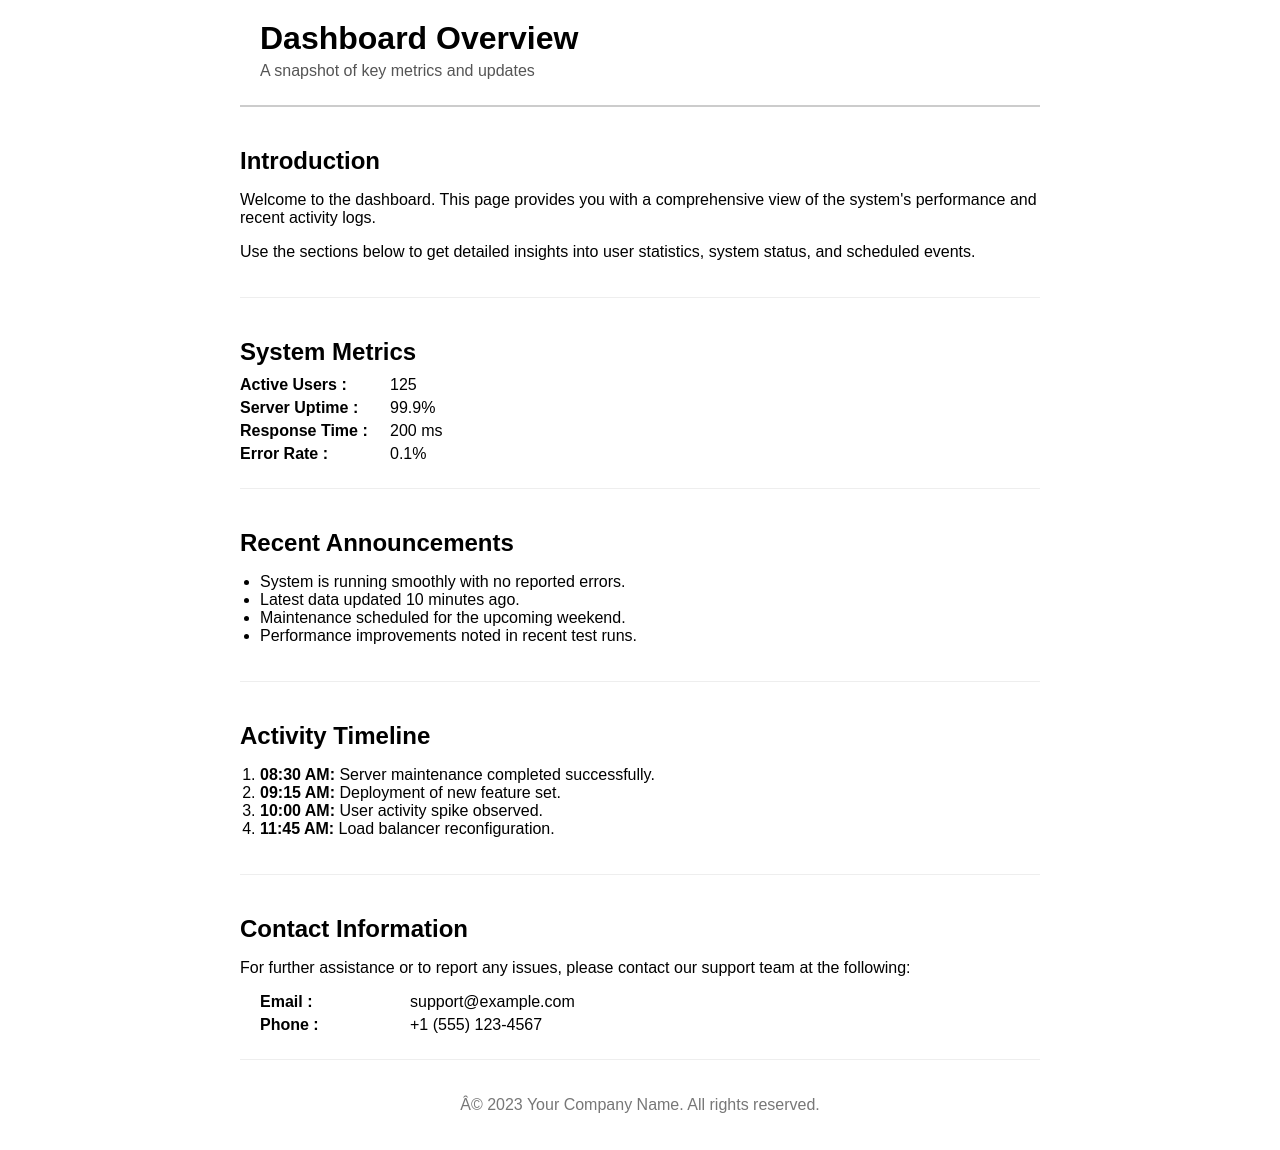 Dashboard Overview
A snapshot of key metrics and updates
Introduction
Welcome to the dashboard. This page provides you with a comprehensive view of the system's performance and
recent activity logs.
Use the sections below to get detailed insights into user statistics, system status, and scheduled events.
System Metrics
Active Users : 125
Server Uptime : 99.9%
Response Time : 200 ms
Error Rate : 0.1%
Recent Announcements
• System is running smoothly with no reported errors.
• Latest data updated 10 minutes ago.
• Maintenance scheduled for the upcoming weekend.
• Performance improvements noted in recent test runs.
Activity Timeline
1. 08:30 AM: Server maintenance completed successfully.
2. 09:15 AM: Deployment of new feature set.
3. 10:00 AM: User activity spike observed.
4. 11:45 AM: Load balancer reconfiguration.
Contact Information
For further assistance or to report any issues, please contact our support team at the following:
Email : support@example.com
Phone : +1 (555) 123-4567
Â© 2023 Your Company Name. All rights reserved.